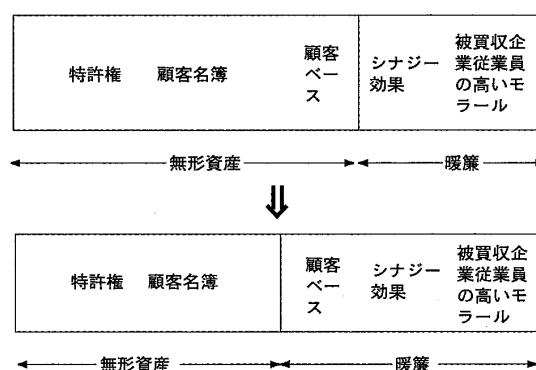 特許権 顧客名簿
顧客
ベー
ス
シナジー
効果
被買収企
業従業員
の高いモ
ラール
無形資産 暖簾
⇓
特許権 顧客名簿
顧客
ベー
ス
シナジー
効果
被買収企
業従業員
の高いモ
ラール
無形資産 暖簾